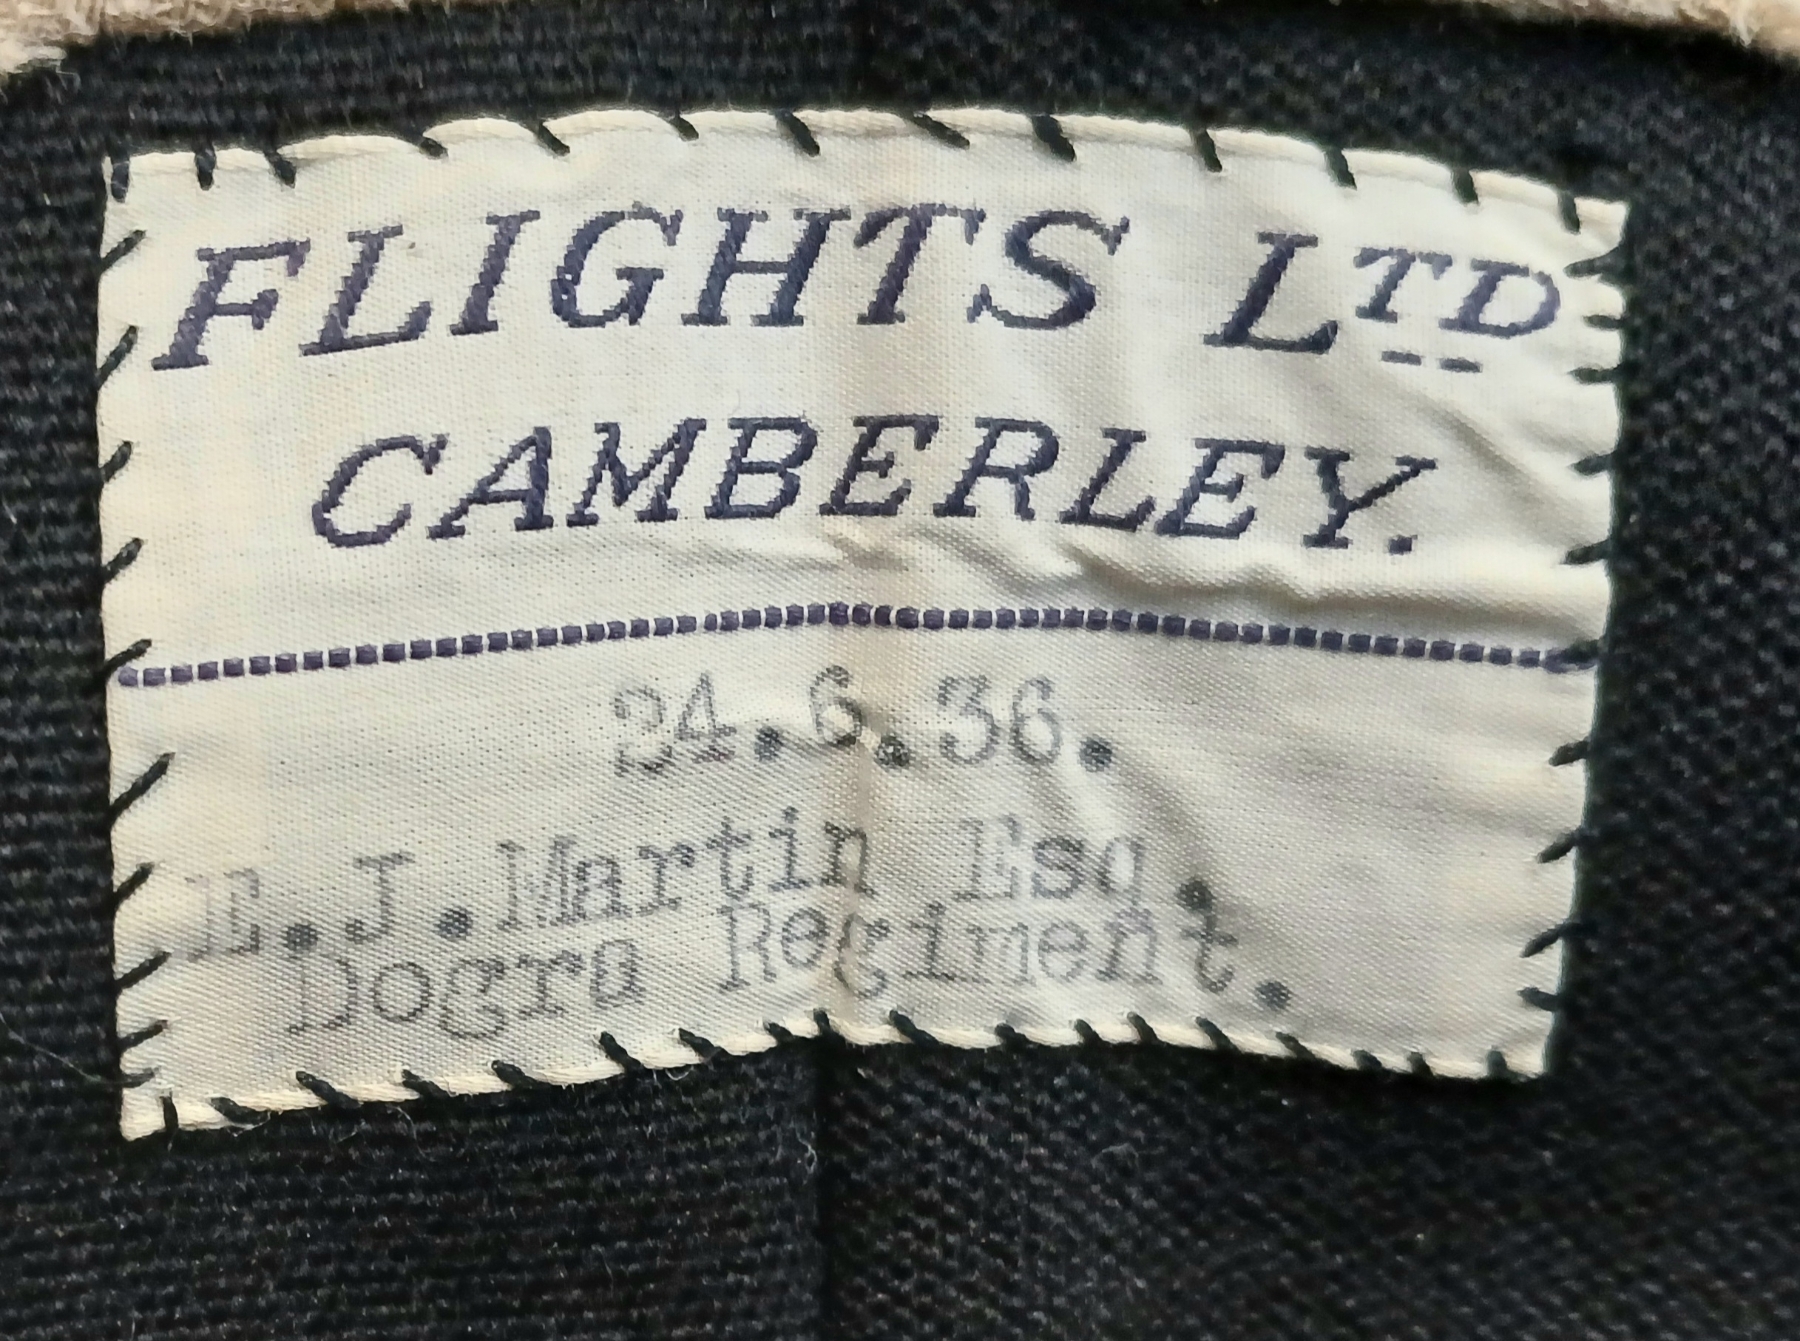 FLIGHTS LTD
CAMBERLEY.
24.6.36.
E.J.Martin Esq.
Dogra Regiment.